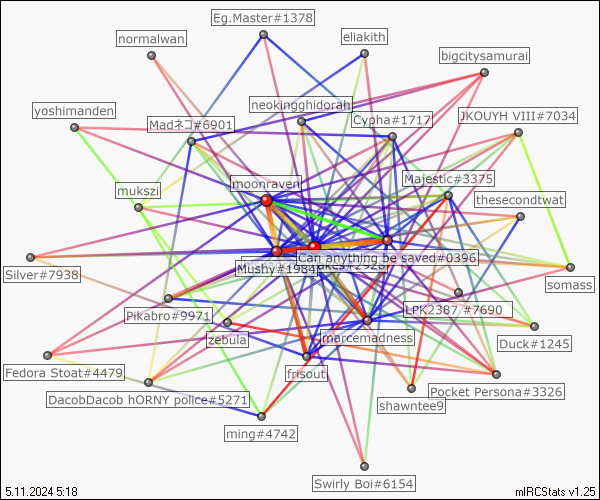 Eg.Master#1378
normalwan
eliakith
bigcitysamurai
neokingghidorah
yoshimanden
Madネコ#6901
Cypha#1717
JKOUYH VIII#7034
moonraven
Majestic#3375
mukszi
thesecondtwat
Can anything be saved#0396
Mushy#1984
Silver#7938
somass
Pikabro#9971
LPK2387 #7690
zebula
marcemadness
Duck#1245
Fedora Stoat#4479
frisout
Pocket Persona#3326
DacobDacob hORNY police#5271
shawntee9
ming#4742
Swirly Boi#6154
5.11.2024 5:18
mIRCStats v1.25